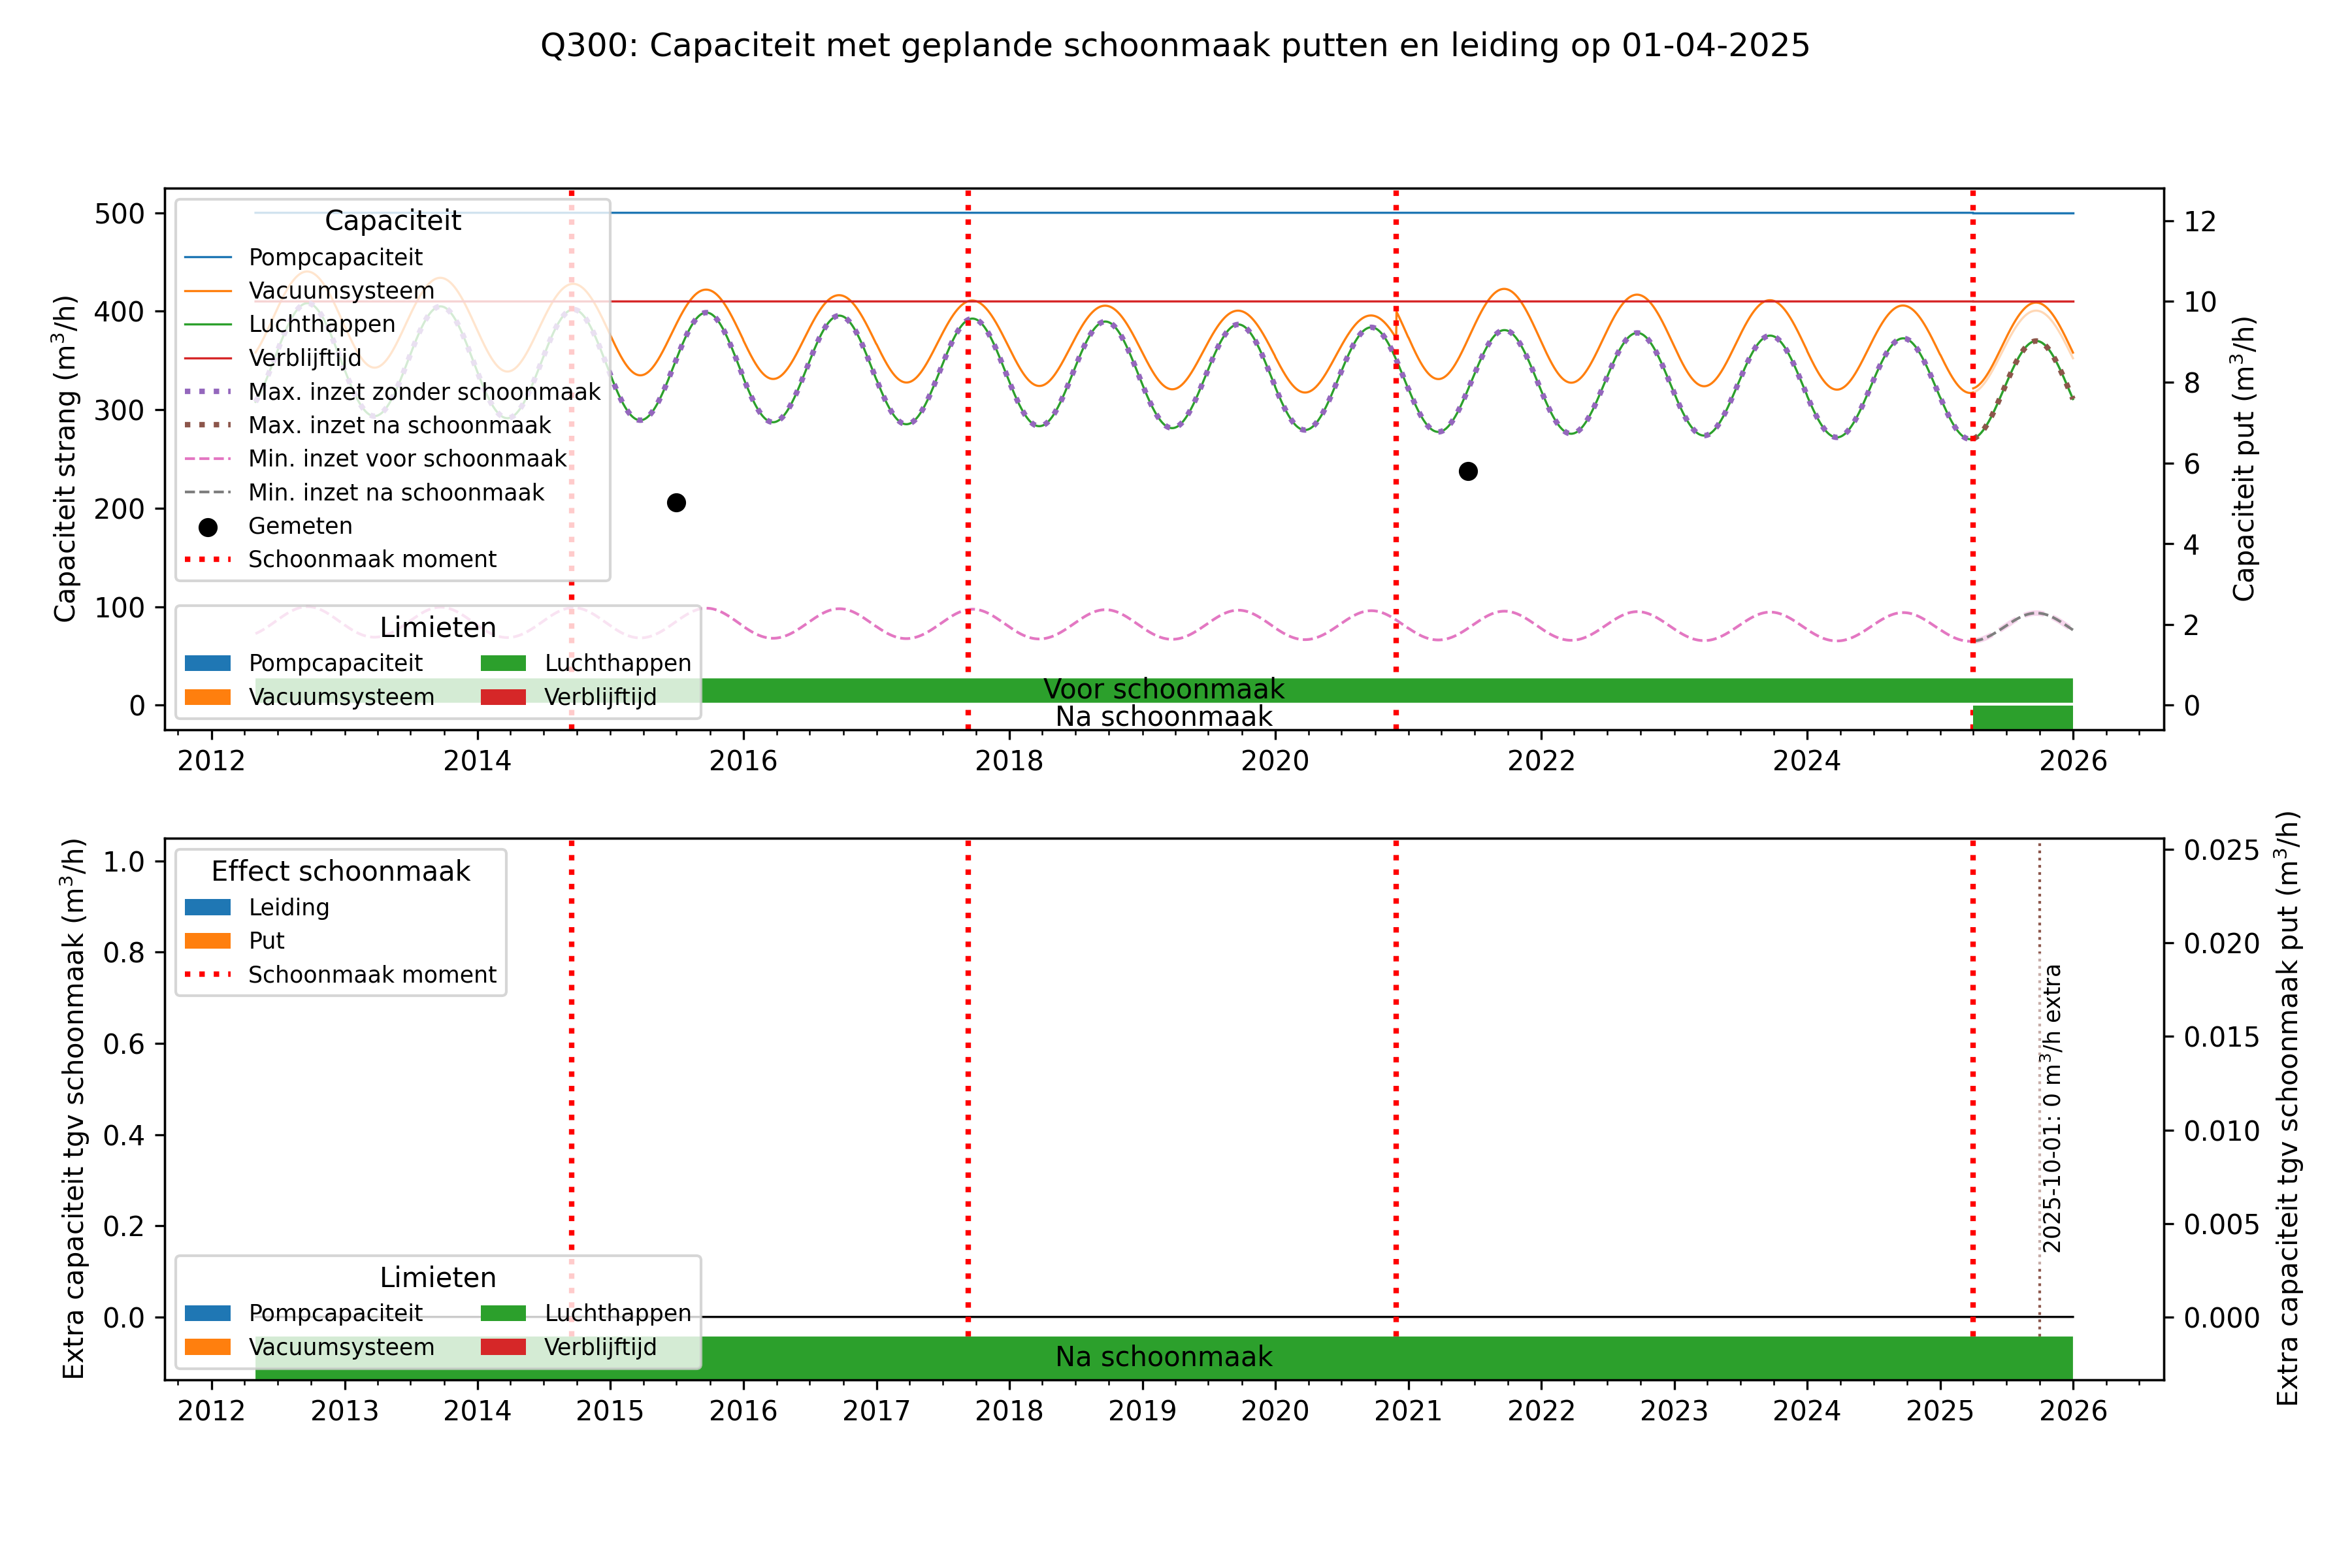 Q300: Capaciteit met geplande schoonmaak putten en leiding op 01-04-2025
Capaciteit strang (m³/h)
500
400
300
200
100
0
Capaciteit
Pompcapaciteit
Vacuumsysteem
Luchthappen
Verblijftijd
Max. inzet zonder schoonmaak
Max. inzet na schoonmaak
Min. inzet voor schoonmaak
Min. inzet na schoonmaak
Gemeten
Schoonmaak moment
Limieten
Pompcapaciteit Luchthappen
Vacuumsysteem Verblijftijd
Voor schoonmaak
Na schoonmaak
12
10
8
6
4
2
0
Capaciteit put (m³/h)
2012 2014 2016 2018 2020 2022 2024 2026
Extra capaciteit tgv schoonmaak (m³/h)
1.0
0.8
0.6
0.4
0.2
0.0
Effect schoonmaak
Leiding
Put
Schoonmaak moment
Limieten
Pompcapaciteit Luchthappen
Vacuumsysteem Verblijftijd
Na schoonmaak
2025-10-01: 0 m³/h extra
0.025
0.020
0.015
0.010
0.005
0.000
Extra capaciteit tgv schoonmaak put (m³/h)
2012 2013 2014 2015 2016 2017 2018 2019 2020 2021 2022 2023 2024 2025 2026